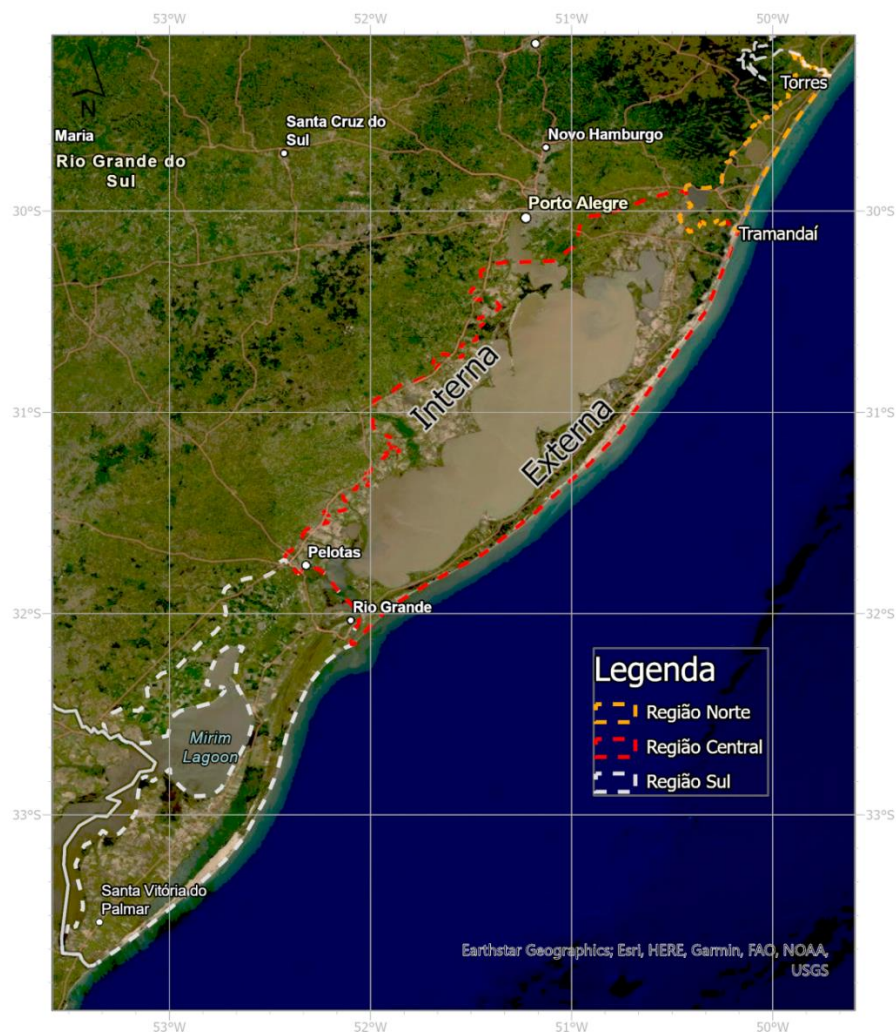 53°W
52°W
51°W
50°W
N
Torres
Santa Cruz do
Sul
Maria
Novo Hamburgo
Rio Grande do
Sul
Porto Alegre
30°S
30°S
Tramandaí
Interna
31°S
31°S
Externa
Pelotas
Rio Grande
32°S
32°S
Legenda
Região Norte
Mirim
Lagoon
Região Central
Região Sul
33°S
33°S
Santa Vitória do
Palmar
Earthstar Geographics; Esri, HERE, Garmin, FAO, NOAA,
USGS
53°W
52°W
51°W
50°W